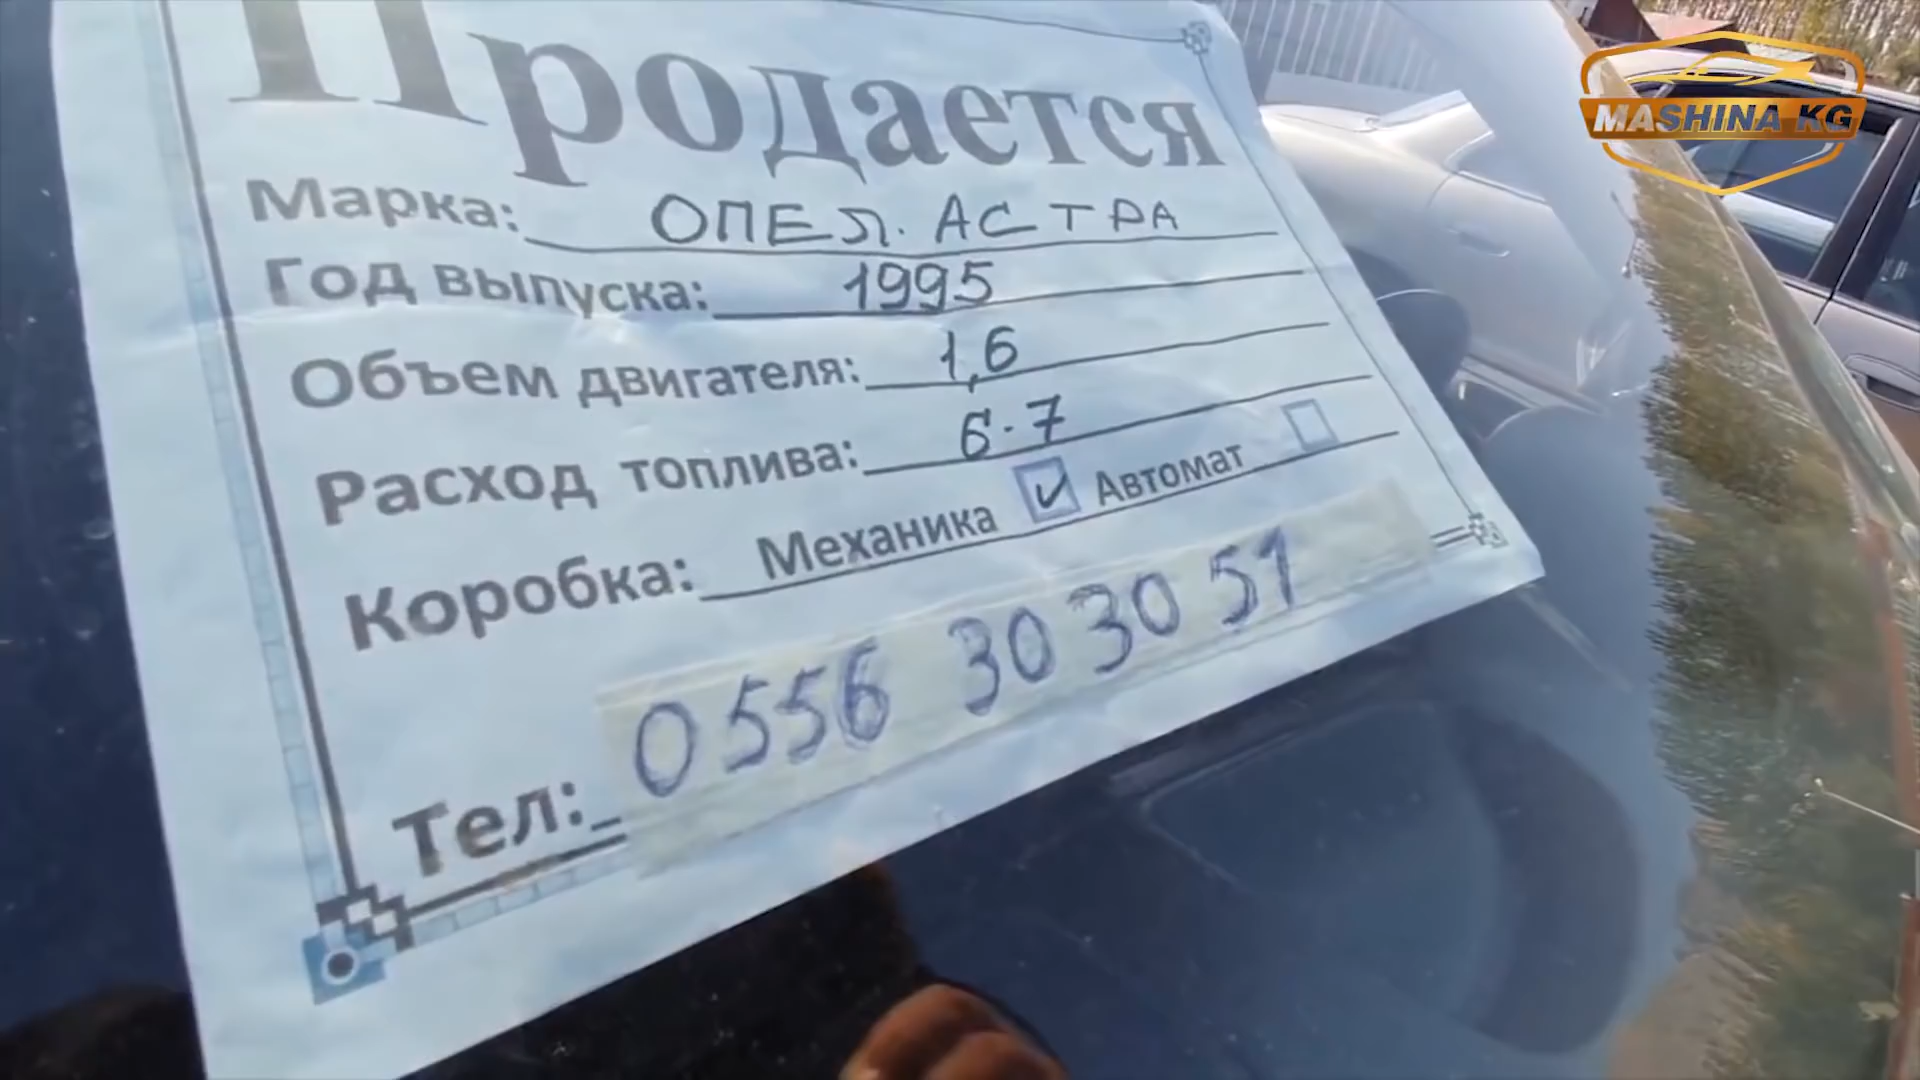 Продается
MASHINA KG
Марка: ОПЕЛ. АСТРА
Год выпуска: 1995
Объем двигателя: 1,6
Расход топлива: 6-7
Коробка: Механика ✓ Автомат
Тел: 0556 30 30 51